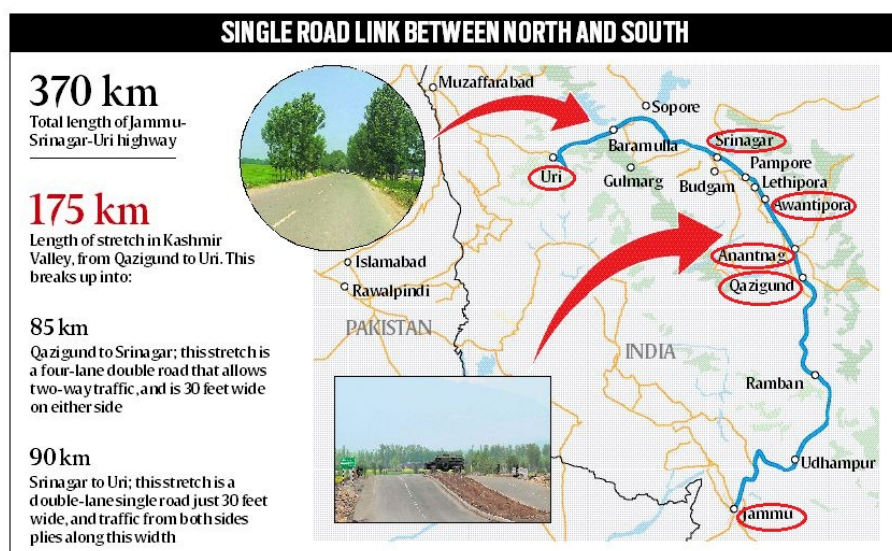 SINGLE ROAD LINK BETWEEN NORTH AND SOUTH
370 km
Total length of Jammu-
Srinagar-Uri highway
175 km
Length of stretch in Kashmir
Valley, from Qazigund to Uri. This
breaks up into:
85 km
Qazigund to Srinagar; this stretch is
a four-lane double road that allows
two-way traffic, and is 30 feet wide
on either side
90 km
Srinagar to Uri; this stretch is a
double-lane single road just 30 feet
wide, and traffic from both sides
plies along this width
Muzaffarabad
Sopore
Baramulla
Srinagar
Uri
Gulmarg
Budgam
Pampore
Lethipora
Awantipora
Anantnag
Qazigund
Islamabad
Rawalpindi
PAKISTAN
INDIA
Ramban
Udhampur
Jammu